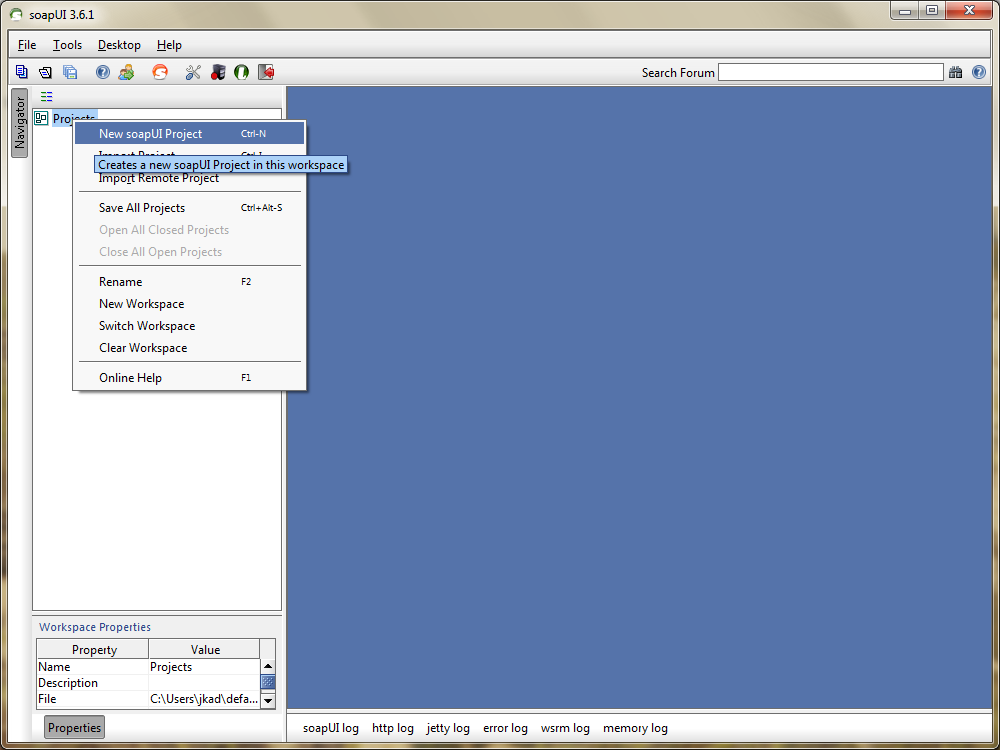 soapUI 3.6.1
File Tools Desktop Help
Search Forum
Navigator
Projects
New soapUI Project Ctrl-N
Import Project Ctrl-I
Creates a new soapUI Project in this workspace
Import Remote Project
Save All Projects Ctrl+Alt-S
Open All Closed Projects
Close All Open Projects
Rename F2
New Workspace
Switch Workspace
Clear Workspace
Online Help F1
Workspace Properties
Property Value
Name Projects
Description
File C:\Users\jkad\defa...
Properties
soapUI log http log jetty log error log wsrm log memory log